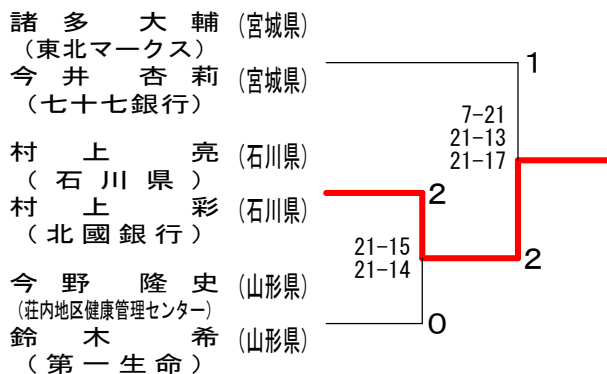 諸多 大輔 (宮城県)
(東北マークス)
今井 杏莉 (宮城県)
(七十七銀行)
村上 亮 (石川県)
(石川県)
村上 彩 (石川県)
(北國銀行)
今野 隆史 (山形県)
(荘内地区健康管理センター)
鈴木 希 (山形県)
(第一生命)
1
7-21
21-13
21-17
2
21-15
21-14
2
0